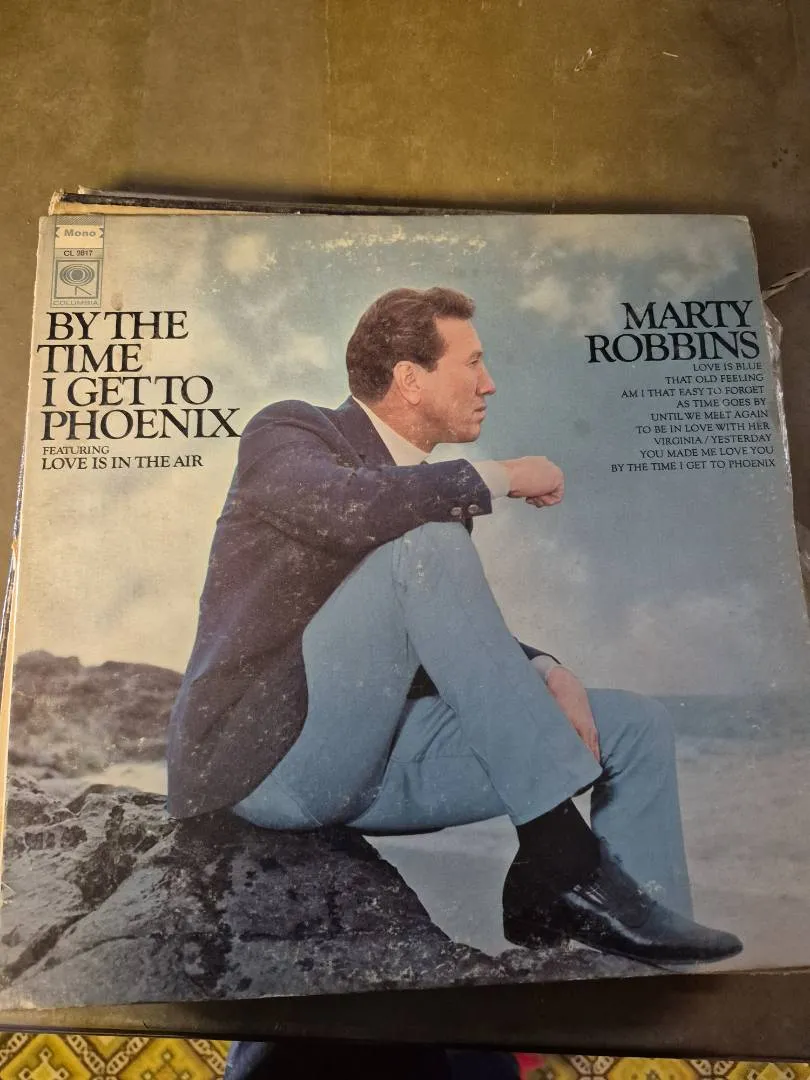 Mono
CL 9617
COLUMBIA
BY THE
TIME
I GET TO
PHOENIX
FEATURING
LOVE IS IN THE AIR
MARTY
ROBBINS
LOVE IS BLUE
THAT OLD FEELING
AM I THAT EASY TO FORGET
AS TIME GOES BY
UNTIL WE MEET AGAIN
TO BE IN LOVE WITH HER
VIRGINIA / YESTERDAY
YOU MADE ME LOVE YOU
BY THE TIME I GET TO PHOENIX